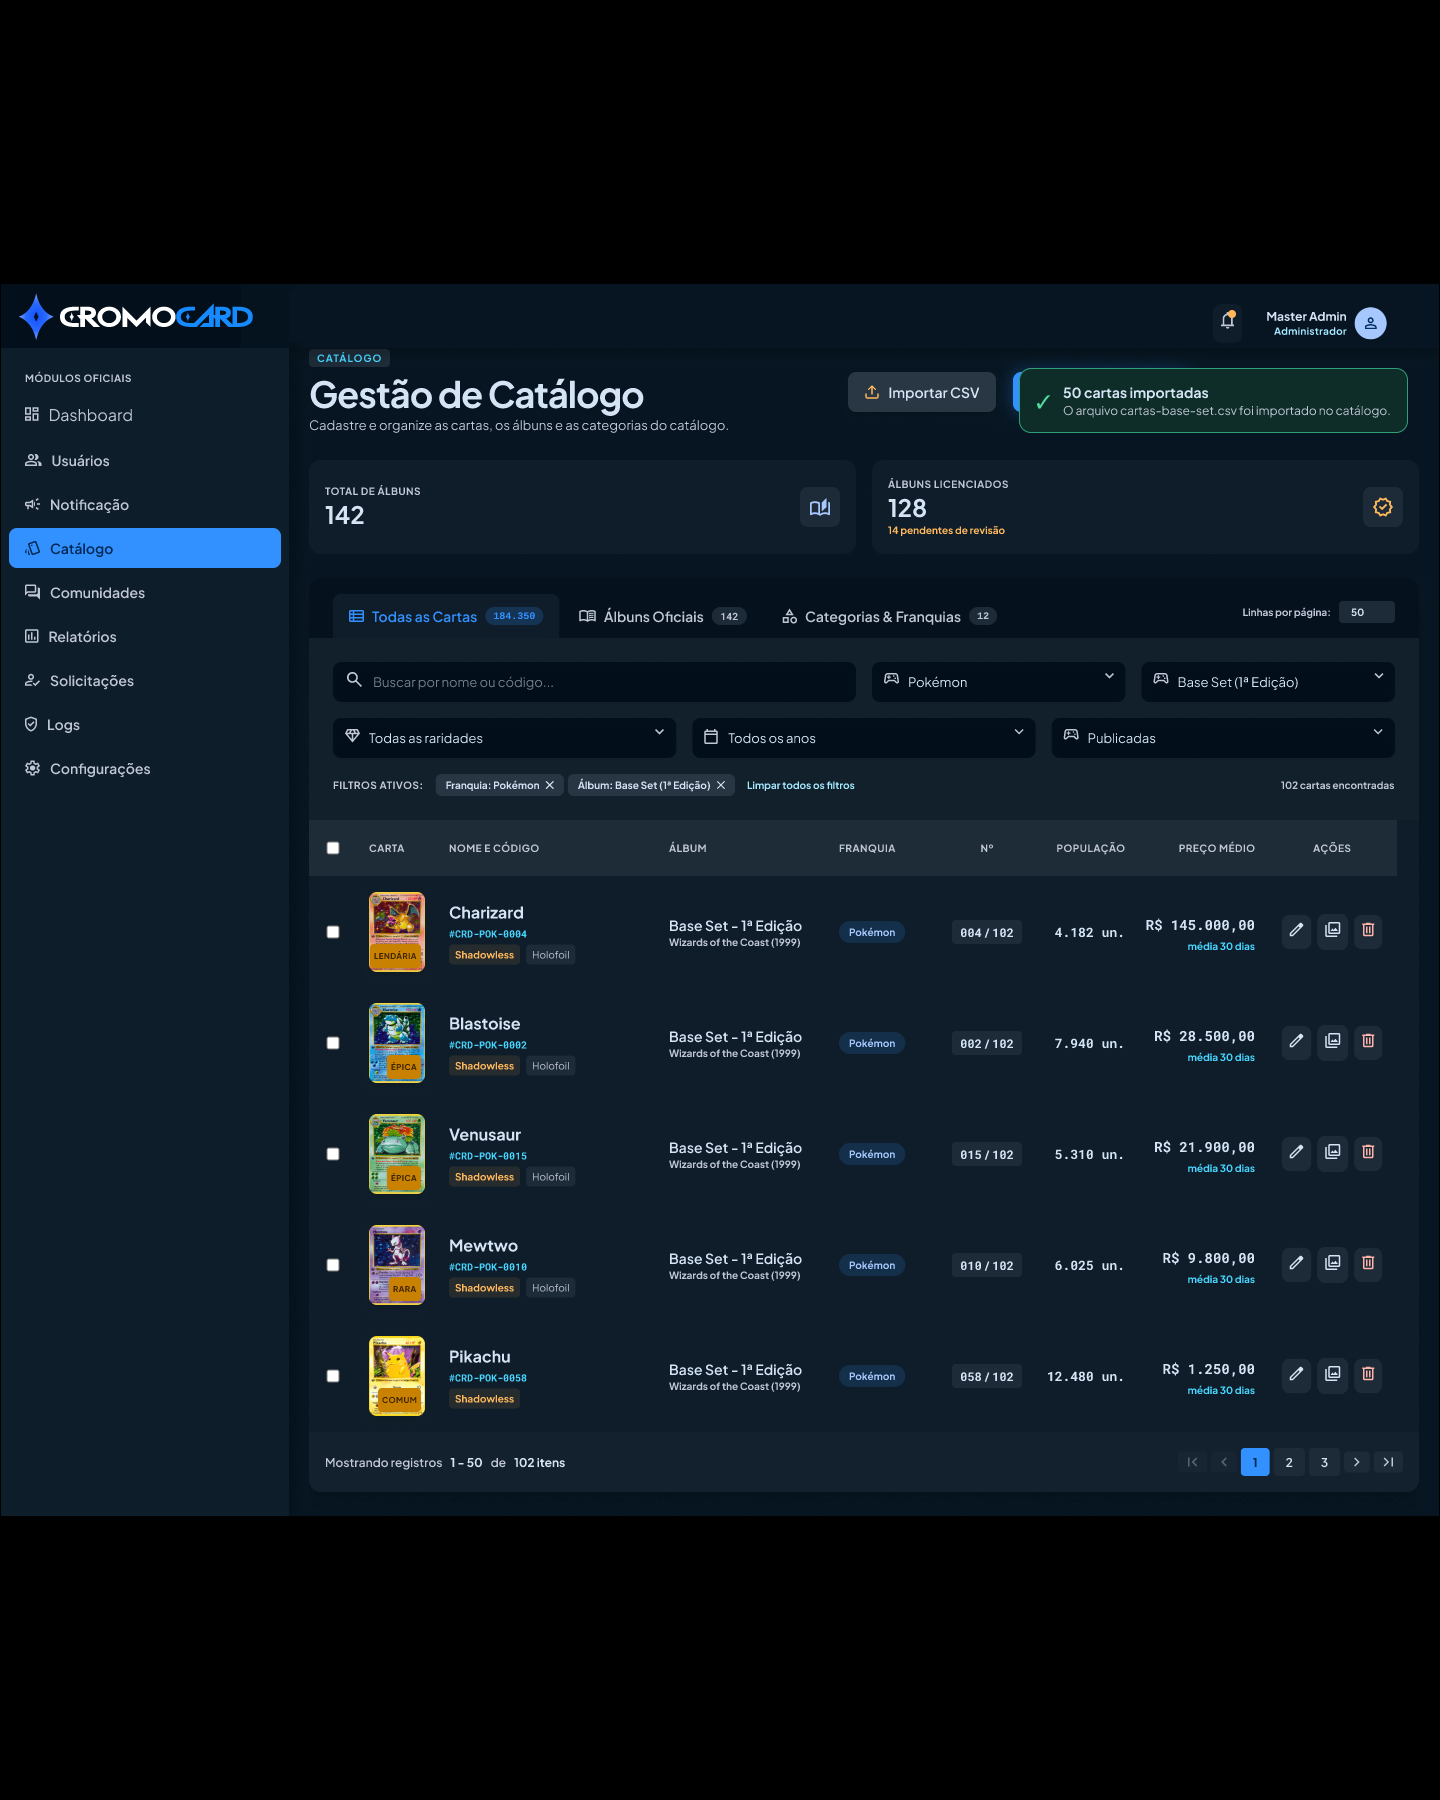 CROMOCARD
Master Admin
Administrador
MÓDULOS OFICIAIS
Dashboard
Usuários
Notificação
Catálogo
Comunidades
Relatórios
Solicitações
Logs
Configurações
CATÁLOGO
Gestão de Catálogo
Cadastre e organize as cartas, os álbuns e as categorias do catálogo.
Importar CSV
✓ 50 cartas importadas
O arquivo cartas-base-set.csv foi importado no catálogo.
TOTAL DE ÁLBUNS
142
ÁLBUNS LICENCIADOS
128
14 pendentes de revisão
Todas as Cartas 184.350
Álbuns Oficiais 142
Categorias & Franquias 12
Linhas por página: 50
Buscar por nome ou código...
Pokémon
Base Set (1ª Edição)
Todas as raridades
Todos os anos
Publicadas
FILTROS ATIVOS: Franquia: Pokémon ✕ Álbum: Base Set (1ª Edição) ✕ Limpar todos os filtros
102 cartas encontradas
CARTA NOME E CÓDIGO ÁLBUM FRANQUIA Nº POPULAÇÃO PREÇO MÉDIO AÇÕES
LENDÁRIA
Charizard
#CRD-POK-0004
Shadowless Holofoil
Base Set - 1ª Edição
Wizards of the Coast (1999)
Pokémon
004 / 102
4.182 un.
R$ 145.000,00
média 30 dias
ÉPICA
Blastoise
#CRD-POK-0002
Shadowless Holofoil
Base Set - 1ª Edição
Wizards of the Coast (1999)
Pokémon
002 / 102
7.940 un.
R$ 28.500,00
média 30 dias
ÉPICA
Venusaur
#CRD-POK-0015
Shadowless Holofoil
Base Set - 1ª Edição
Wizards of the Coast (1999)
Pokémon
015 / 102
5.310 un.
R$ 21.900,00
média 30 dias
RARA
Mewtwo
#CRD-POK-0010
Shadowless Holofoil
Base Set - 1ª Edição
Wizards of the Coast (1999)
Pokémon
010 / 102
6.025 un.
R$ 9.800,00
média 30 dias
COMUM
Pikachu
#CRD-POK-0058
Shadowless
Base Set - 1ª Edição
Wizards of the Coast (1999)
Pokémon
058 / 102
12.480 un.
R$ 1.250,00
média 30 dias
Mostrando registros 1 - 50 de 102 itens
1 2 3